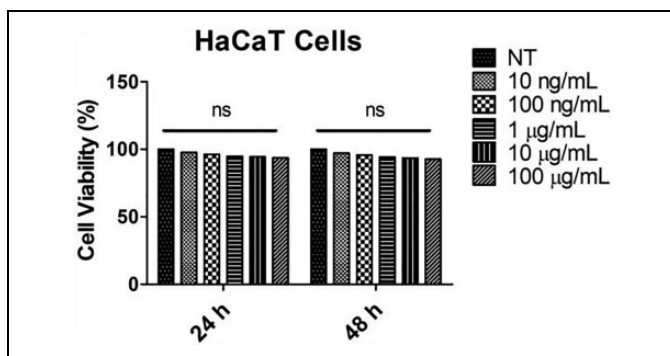 HaCaT Cells
Cell Viability (%)
150
100
50
0
ns
ns
24 h
48 h
NT
10 ng/mL
100 ng/mL
1 μg/mL
10 μg/mL
100 μg/mL